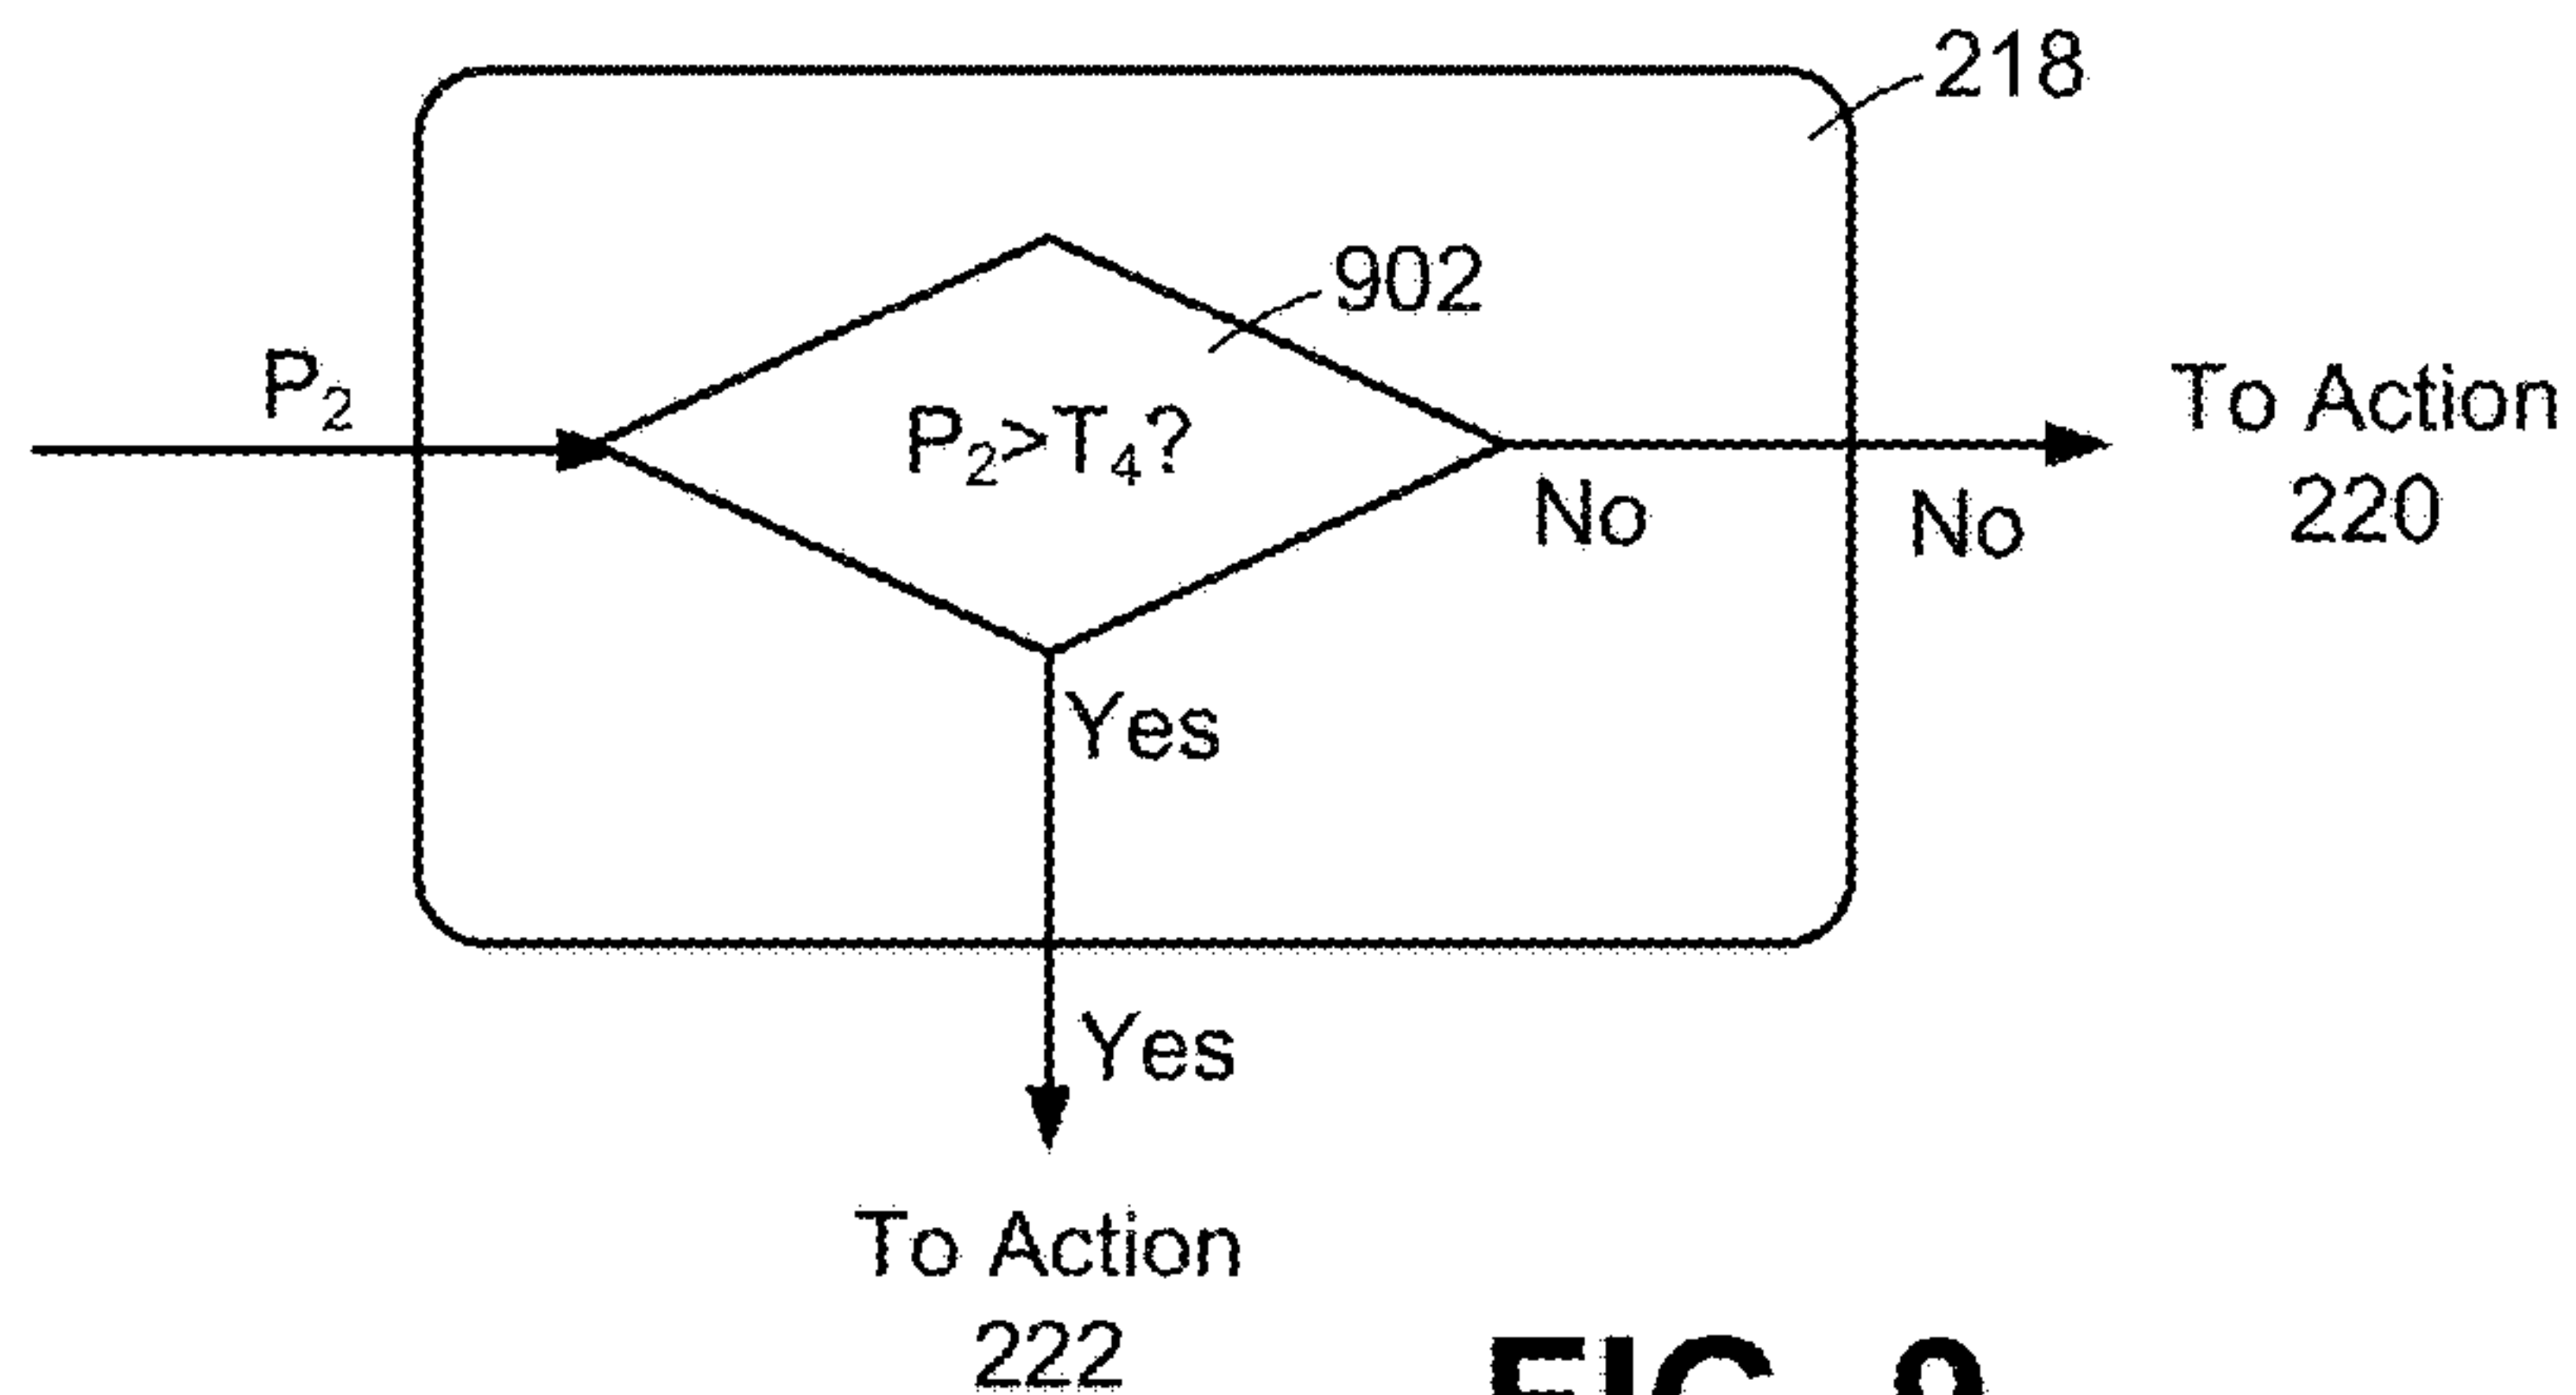 218
902
P₂
P₂>T₄?
No
No
To Action
220
Yes
Yes
To Action
222